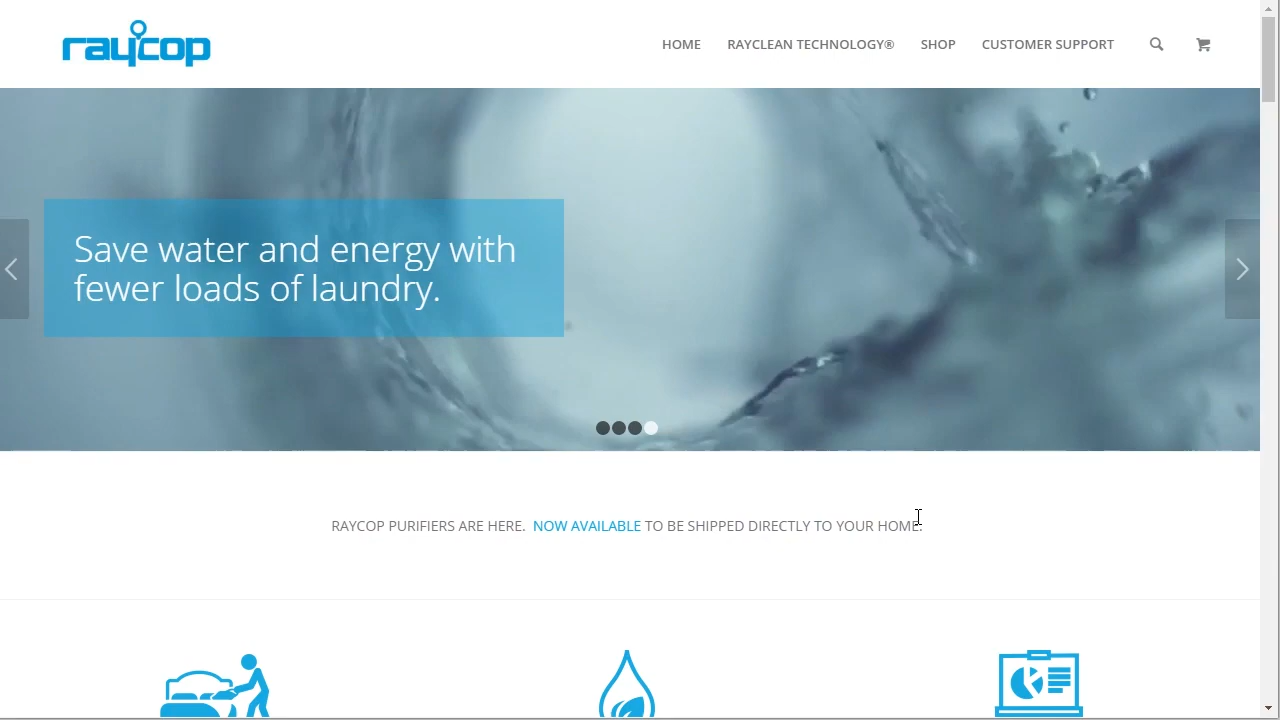 raycop
HOME RAYCLEAN TECHNOLOGY® SHOP CUSTOMER SUPPORT
Save water and energy with
fewer loads of laundry.
RAYCOP PURIFIERS ARE HERE. NOW AVAILABLE TO BE SHIPPED DIRECTLY TO YOUR HOME.